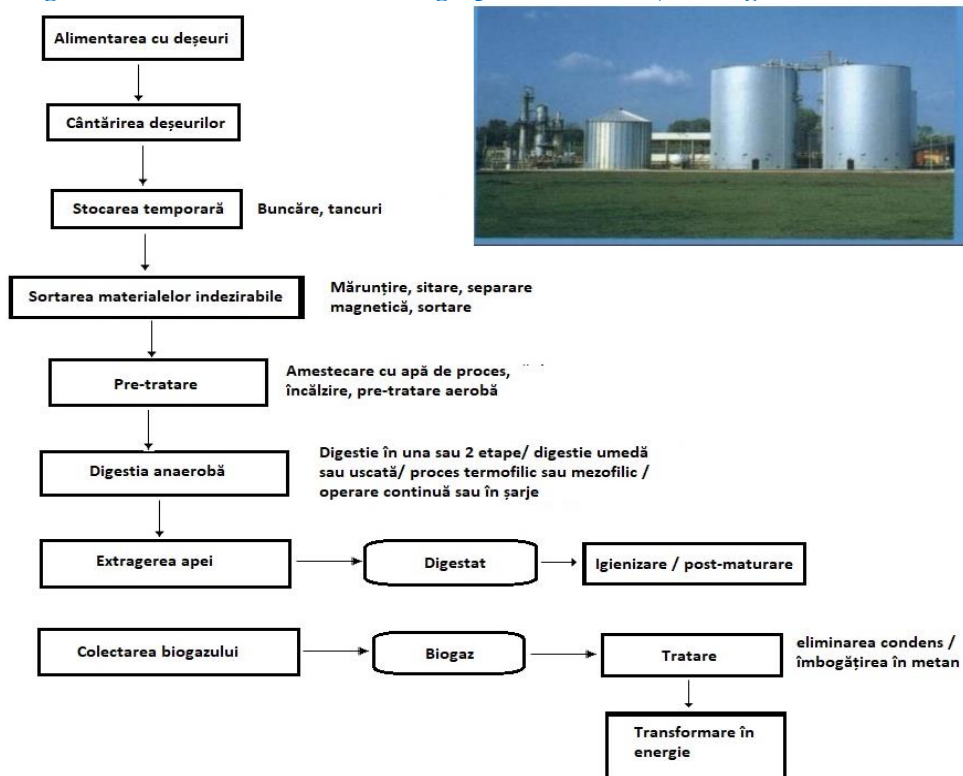 Alimentarea cu deșeuri
Cântărirea deșeurilor
Stocarea temporară
Buncăre, tancuri
Sortarea materialelor indezirabile
Mărunțire, sitare, separare
magnetică, sortare
Pre-tratare
Amestecare cu apă de proces,
încălzire, pre-tratare aerobă
Digestia anaerobă
Digestie în una sau 2 etape/ digestie umedă
sau uscată/ proces termofilic sau mezofilic /
operare continuă sau în șarje
Extragerea apei
Digestat
Igienizare / post-maturare
Colectarea biogazului
Biogaz
Tratare
eliminarea condens /
îmbogățirea în metan
Transformare în
energie